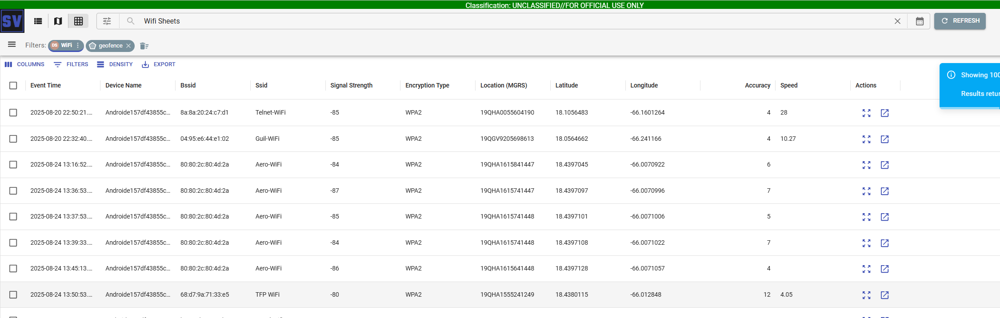 Classification: UNCLASSIFIED//FOR OFFICIAL USE ONLY
SV Wifi Sheets REFRESH
Filters: DS WiFi geofence
COLUMNS FILTERS DENSITY EXPORT
Showing 100
Results retur
Event Time Device Name Bssid Ssid Signal Strength Encryption Type Location (MGRS) Latitude Longitude Accuracy Speed Actions
2025-08-20 22:50:21.... Androide157df43855c... 8a:8a:20:24:c7:d1 Telnet-WiFi -85 WPA2 19QHA0055604190 18.1056483 -66.1601264 4 28
2025-08-20 22:32:40.... Androide157df43855c... 04:95:e6:44:e1:02 Guil-WiFi -85 WPA2 19QGV9205698613 18.0564662 -66.241166 4 10.27
2025-08-24 13:16:52.... Androide157df43855c... 80:80:2c:80:4d:2a Aero-WiFi -84 WPA2 19QHA1615841447 18.4397045 -66.0070922 6
2025-08-24 13:36:53.... Androide157df43855c... 80:80:2c:80:4d:2a Aero-WiFi -87 WPA2 19QHA1615741447 18.4397097 -66.0070996 7
2025-08-24 13:37:53.... Androide157df43855c... 80:80:2c:80:4d:2a Aero-WiFi -85 WPA2 19QHA1615741448 18.4397101 -66.0071006 5
2025-08-24 13:39:33.... Androide157df43855c... 80:80:2c:80:4d:2a Aero-WiFi -84 WPA2 19QHA1615741448 18.4397108 -66.0071022 7
2025-08-24 13:45:13.... Androide157df43855c... 80:80:2c:80:4d:2a Aero-WiFi -86 WPA2 19QHA1615641448 18.4397128 -66.0071057 4
2025-08-24 13:50:53.... Androide157df43855c... 68:d7:9a:71:33:e5 TFP WiFi -80 WPA2 19QHA1555241249 18.4380115 -66.012848 12 4.05